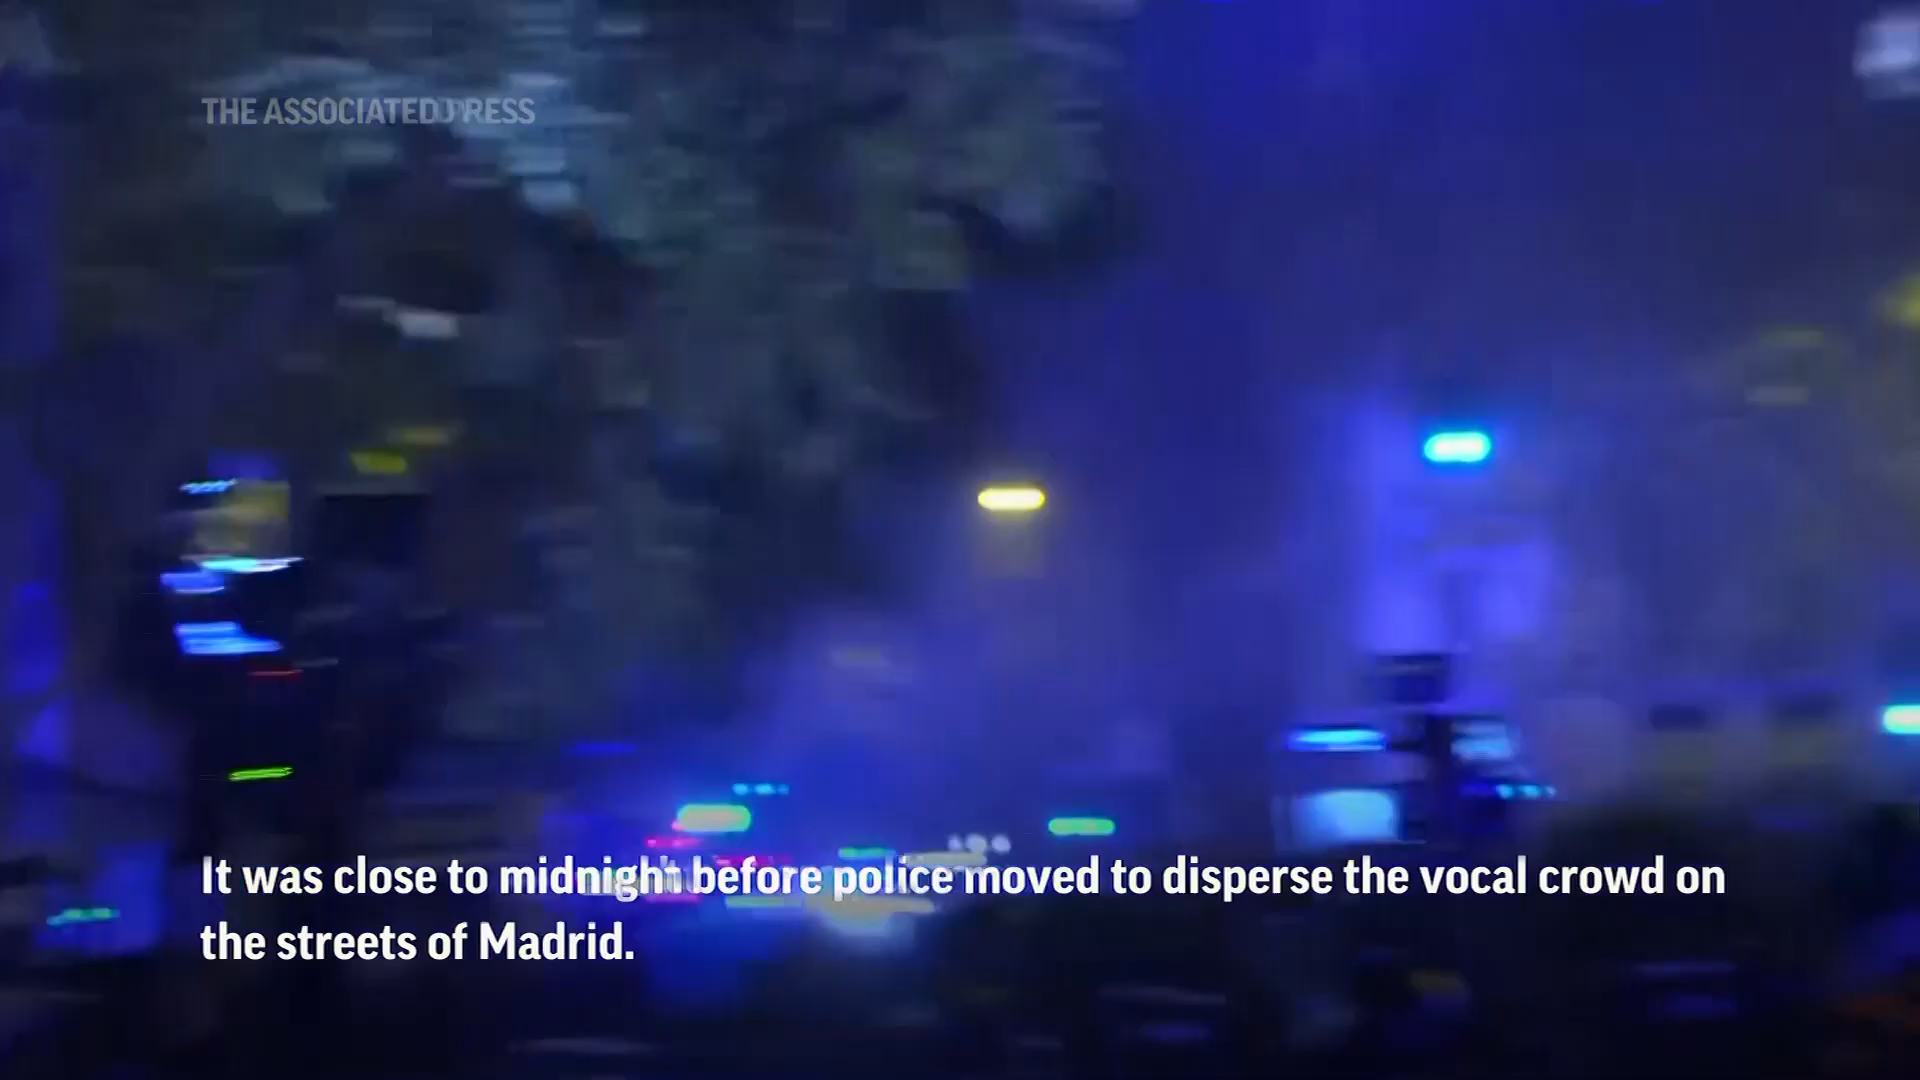 THE ASSOCIATED PRESS
It was close to midnight before police moved to disperse the vocal crowd on
the streets of Madrid.